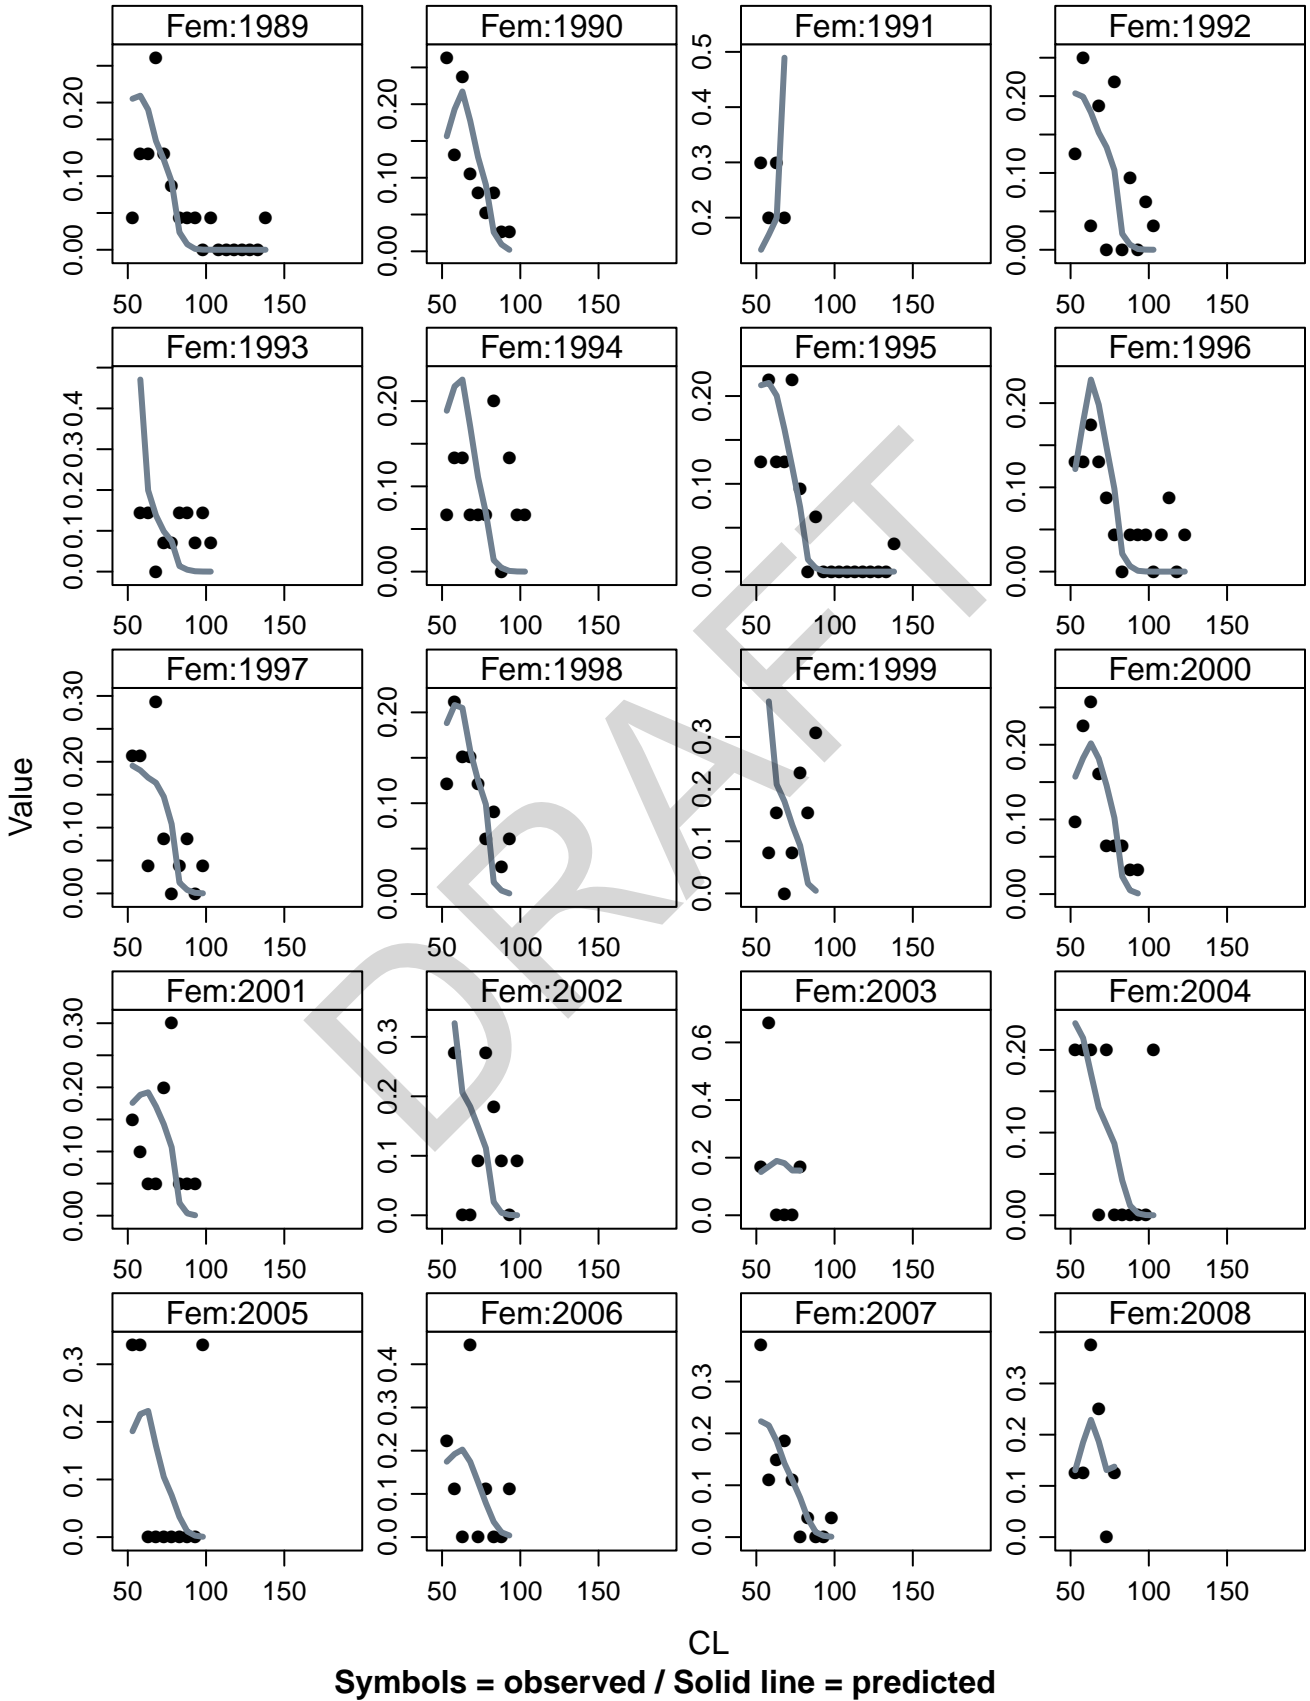 Fem:1989 Fem:1990 Fem:1991 Fem:1992
0.00 0.10 0.20
0.00 0.10 0.20
0.2 0.3 0.4 0.5
0.00 0.10 0.20
50 100 150 50 100 150 50 100 150 50 100 150
Fem:1993 Fem:1994 Fem:1995 Fem:1996
0.0 0.1 0.2 0.3 0.4
0.00 0.10 0.20
0.00 0.10 0.20
0.00 0.10 0.20
50 100 150 50 100 150 50 100 150 50 100 150
Fem:1997 Fem:1998 Fem:1999 Fem:2000
0.00 0.10 0.20 0.30
0.00 0.10 0.20
0.0 0.1 0.2 0.3
0.00 0.10 0.20
50 100 150 50 100 150 50 100 150 50 100 150
Value
DRAFT
Fem:2001 Fem:2002 Fem:2003 Fem:2004
0.00 0.10 0.20 0.30
0.0 0.1 0.2 0.3
0.0 0.2 0.4 0.6
0.00 0.10 0.20
50 100 150 50 100 150 50 100 150 50 100 150
Fem:2005 Fem:2006 Fem:2007 Fem:2008
0.0 0.1 0.2 0.3
0.0 0.1 0.2 0.3 0.4
0.0 0.1 0.2 0.3
0.0 0.1 0.3
50 100 150 50 100 150 50 100 150 50 100 150
CL
Symbols = observed / Solid line = predicted